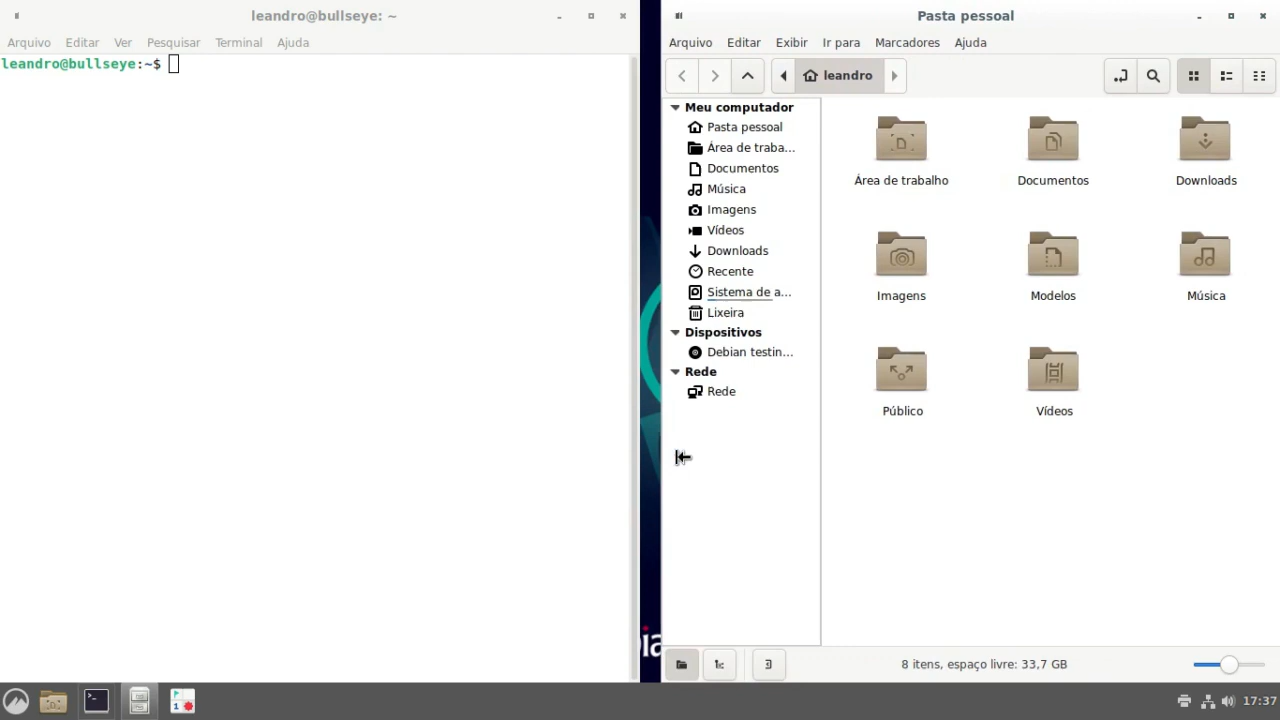 leandro@bullseye: ~
Arquivo Editar Ver Pesquisar Terminal Ajuda
leandro@bullseye:~$
Pasta pessoal
Arquivo Editar Exibir Ir para Marcadores Ajuda
leandro
Meu computador
Pasta pessoal
Área de traba...
Documentos
Música
Imagens
Vídeos
Downloads
Recente
Sistema de a...
Lixeira
Dispositivos
Debian testin...
Rede
Rede
Área de trabalho
Documentos
Downloads
Imagens
Modelos
Música
Público
Vídeos
8 itens, espaço livre: 33,7 GB
17:37